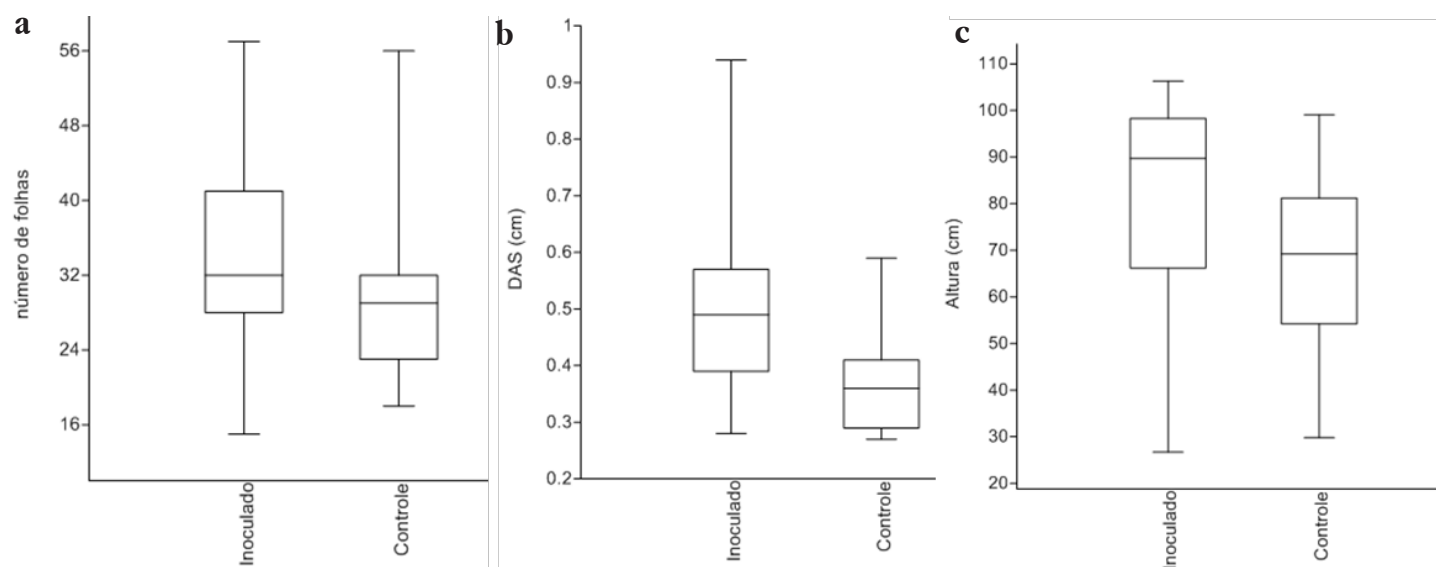 a
56
48
40
32
24
16
número de folhas
Inoculado
Controle
b
1
0.9
0.8
0.7
0.6
0.5
0.4
0.3
0.2
DAS (cm)
Inoculado
Controle
c
110
100
90
80
70
60
50
40
30
20
Altura (cm)
Inoculado
Controle